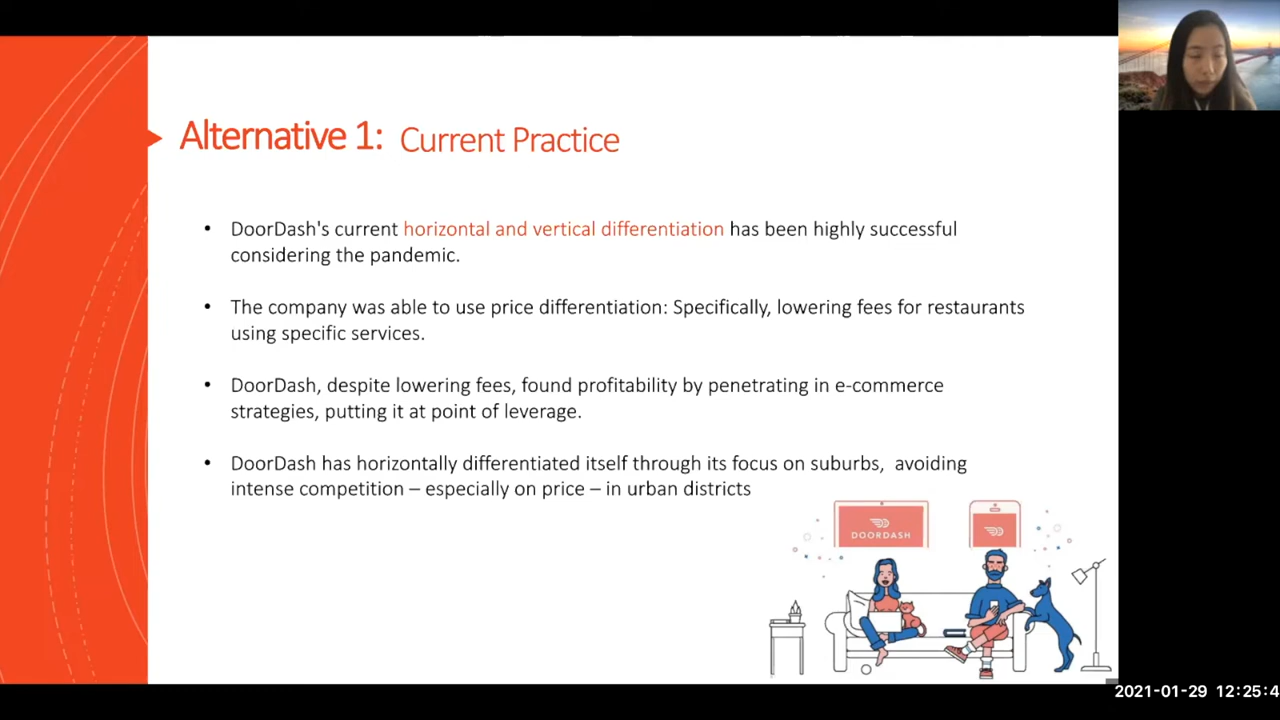 Alternative 1: Current Practice
• DoorDash's current horizontal and vertical differentiation has been highly successful
considering the pandemic.
• The company was able to use price differentiation: Specifically, lowering fees for restaurants
using specific services.
• DoorDash, despite lowering fees, found profitability by penetrating in e-commerce
strategies, putting it at point of leverage.
• DoorDash has horizontally differentiated itself through its focus on suburbs, avoiding
intense competition – especially on price – in urban districts
DOORDASH
2021-01-29 12:25:4